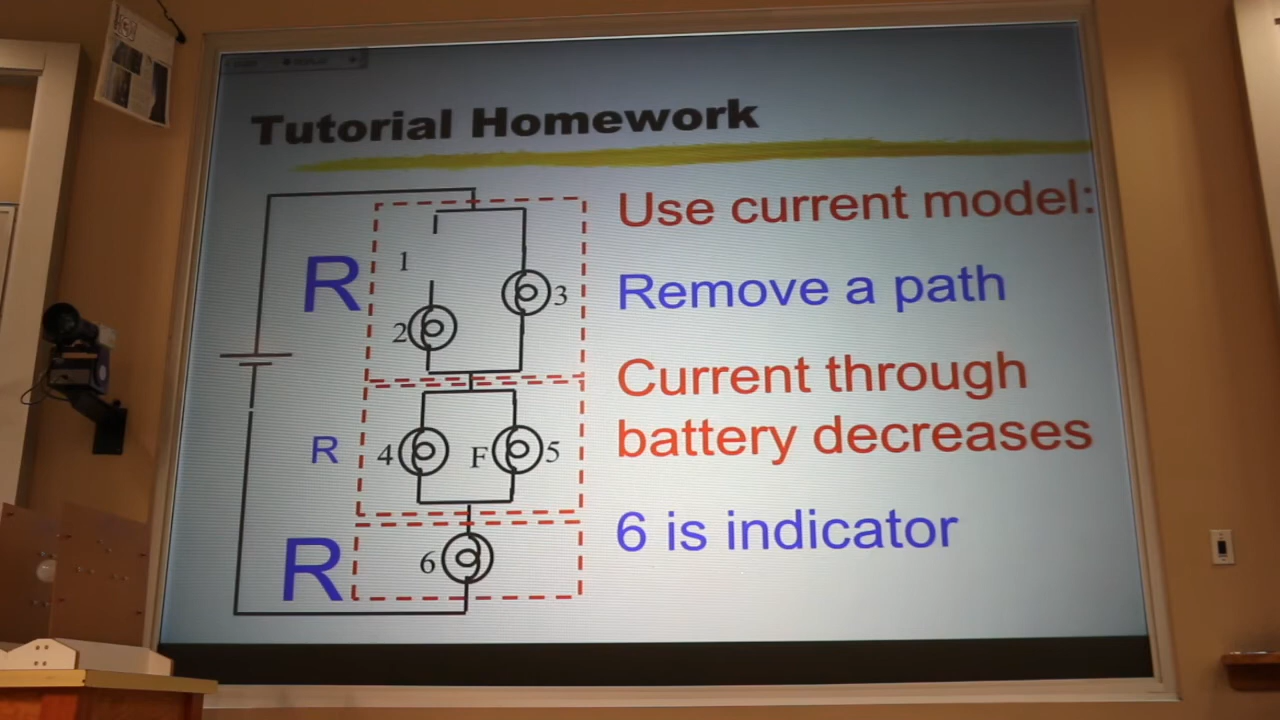 Tutorial Homework
Use current model:
R
1
3
Remove a path
2
Current through
battery decreases
R
4
F
5
6 is indicator
R
6